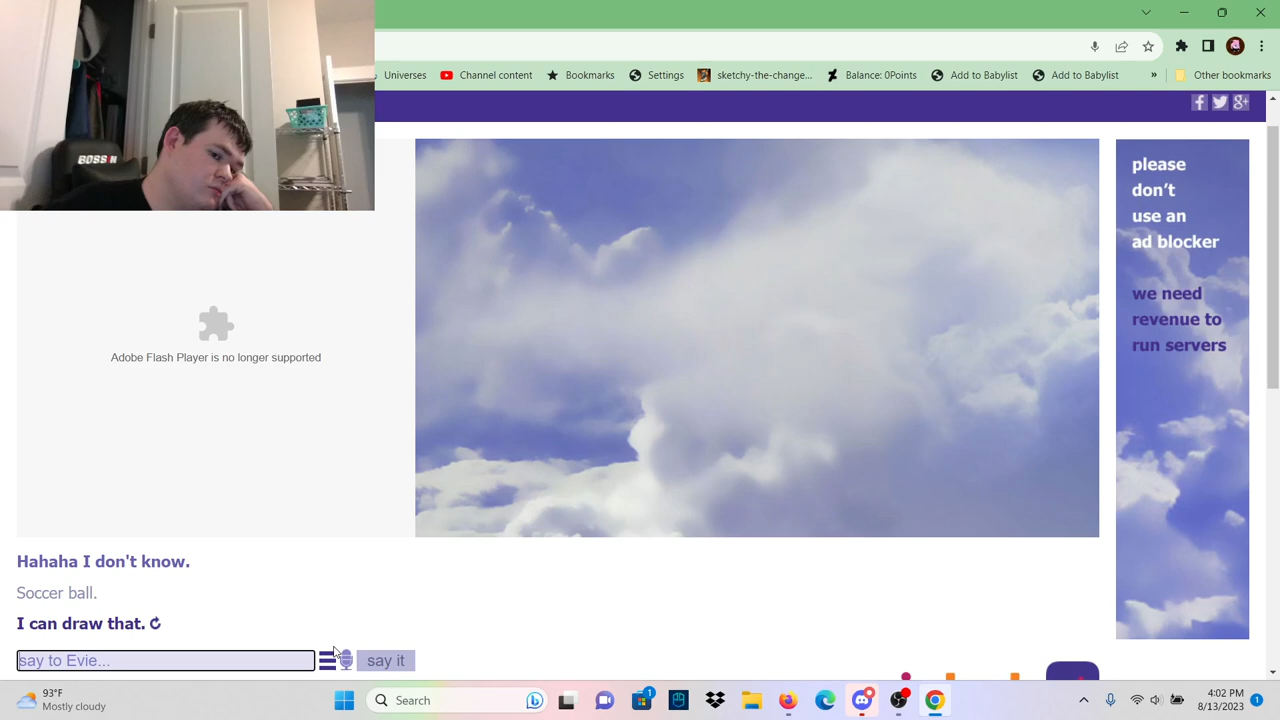 BOSSIN
Universes
Channel content
Bookmarks
Settings
sketchy-the-change...
Balance: 0Points
Add to Babylist
Add to Babylist
»
Other bookmarks
please
don't
use an
ad blocker
we need
revenue to
run servers
Adobe Flash Player is no longer supported
Hahaha I don't know.
Soccer ball.
I can draw that.
say to Evie...
say it
93°F
Mostly cloudy
Search
1
4:02 PM
8/13/2023
1